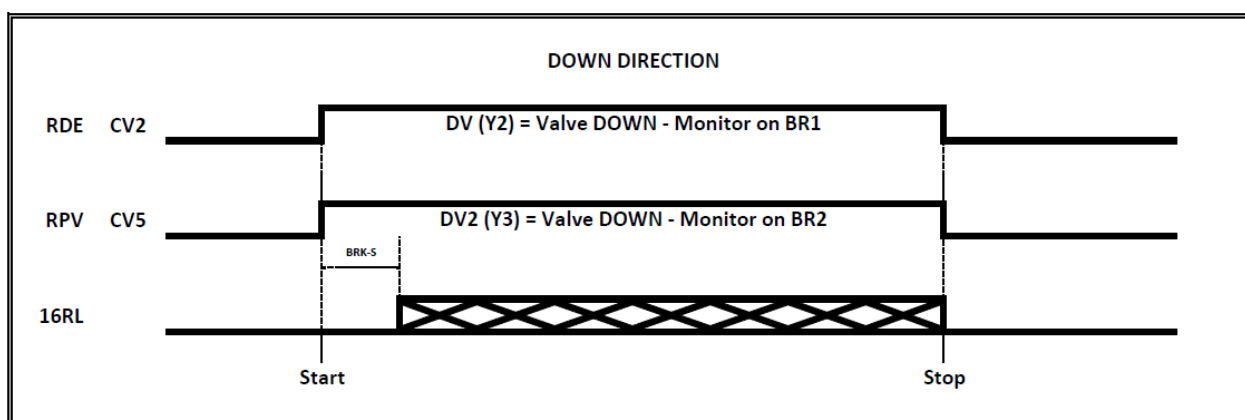 DOWN DIRECTION
RDE CV2 DV (Y2) = Valve DOWN - Monitor on BR1
RPV CV5 DV2 (Y3) = Valve DOWN - Monitor on BR2
BRK-S
16RL
Start Stop